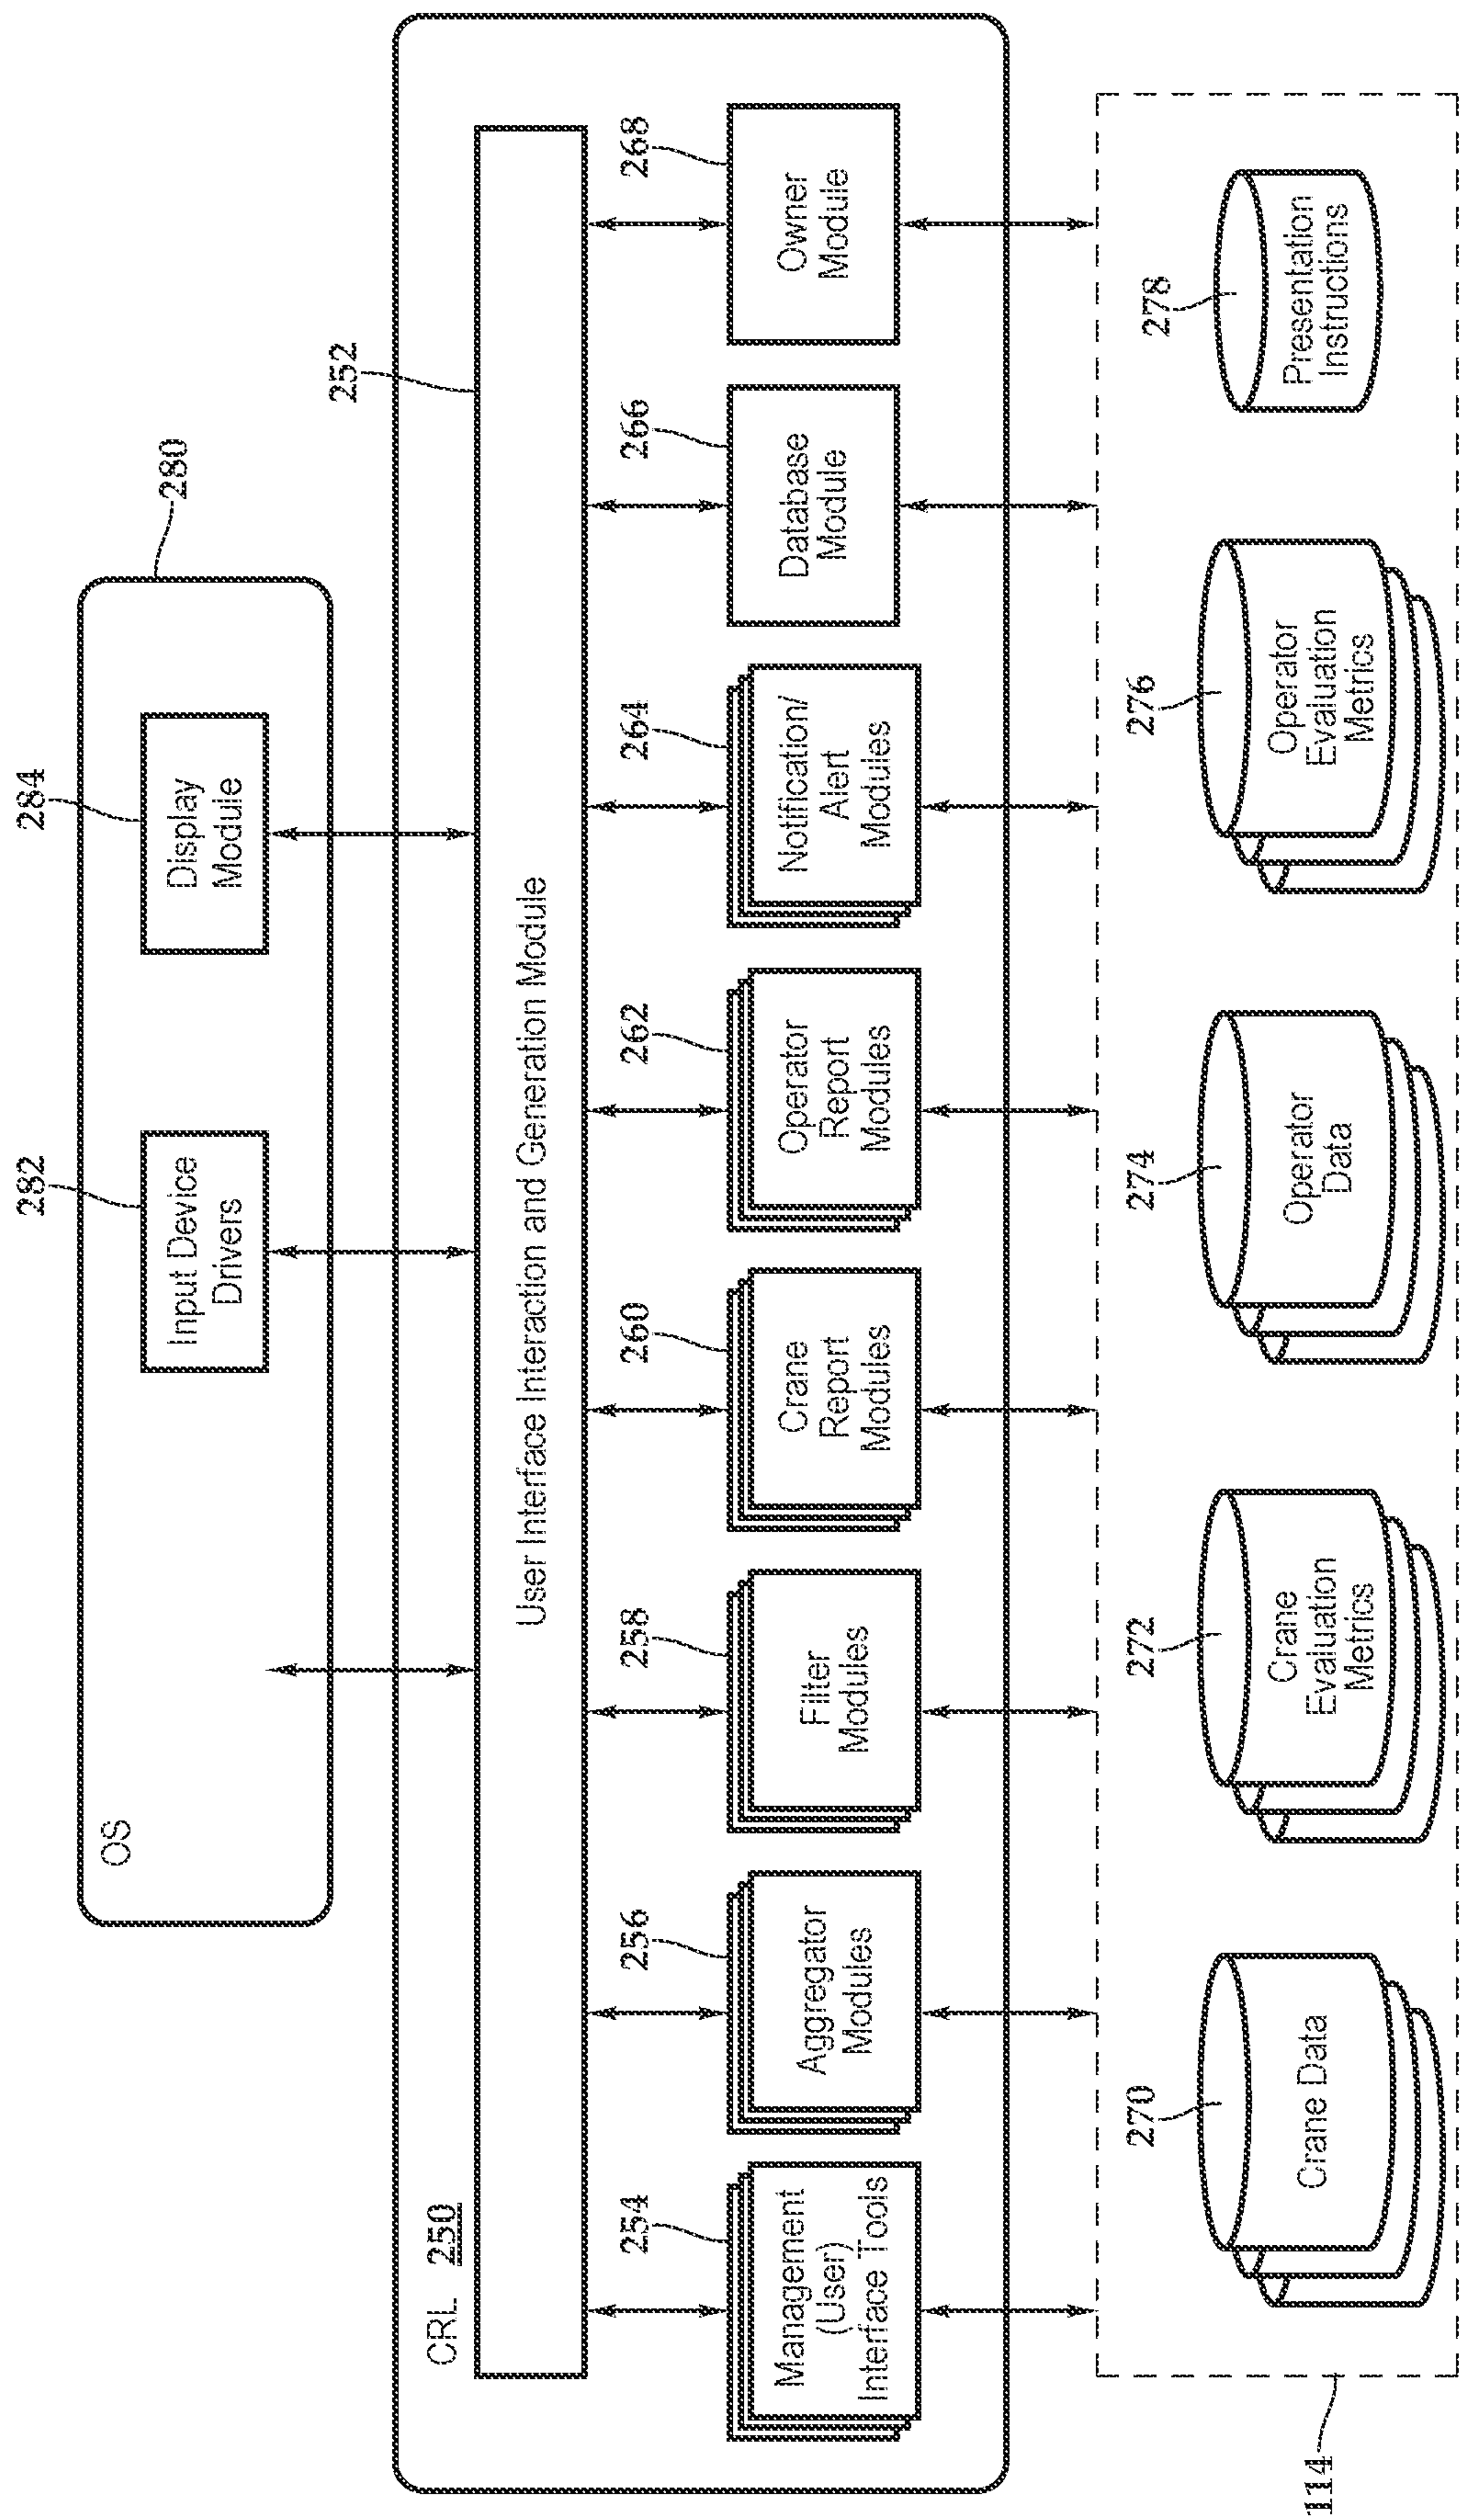 280
OS
282
Input Device
Drivers
284
Display
Module
CRL 250
252
User Interface Interaction and Generation Module
254
Management
(User)
Interface Tools
256
Aggregator
Modules
258
Filter
Modules
260
Crane
Report
Modules
262
Operator
Report
Modules
264
Notification/
Alert
Modules
266
Database
Module
268
Owner
Module
114
270
Crane Data
272
Crane
Evaluation
Metrics
274
Operator
Data
276
Operator
Evaluation
Metrics
278
Presentation
Instructions